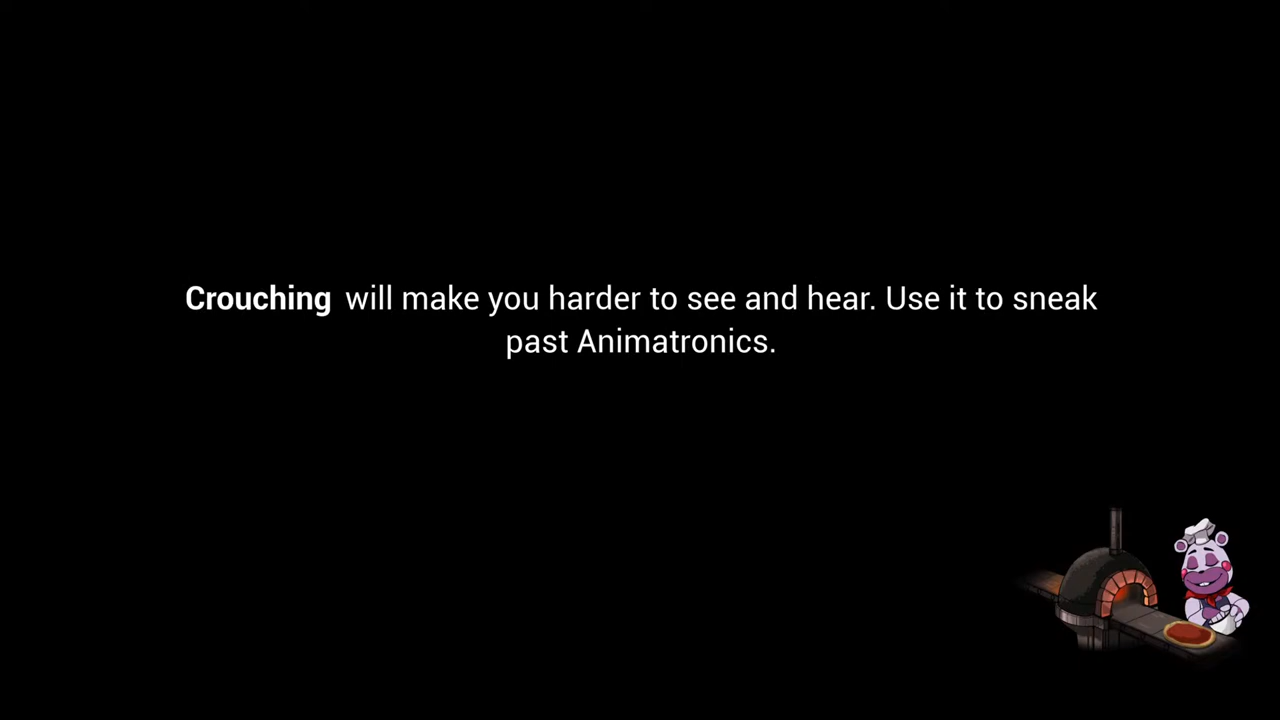 Crouching will make you harder to see and hear. Use it to sneak
past Animatronics.